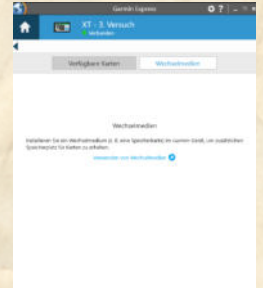 Garmin Express
XT - 3. Versuch
Verbunden
Verfügbare Karten
Wechselmedien
Wechselmedien
Installieren Sie ein Wechselmedium (z. B. eine Speicherkarte) im Garmin-Gerät, um zusätzlichen
Speicherplatz für Karten zu erhalten.
Verwenden von Wechselmedien